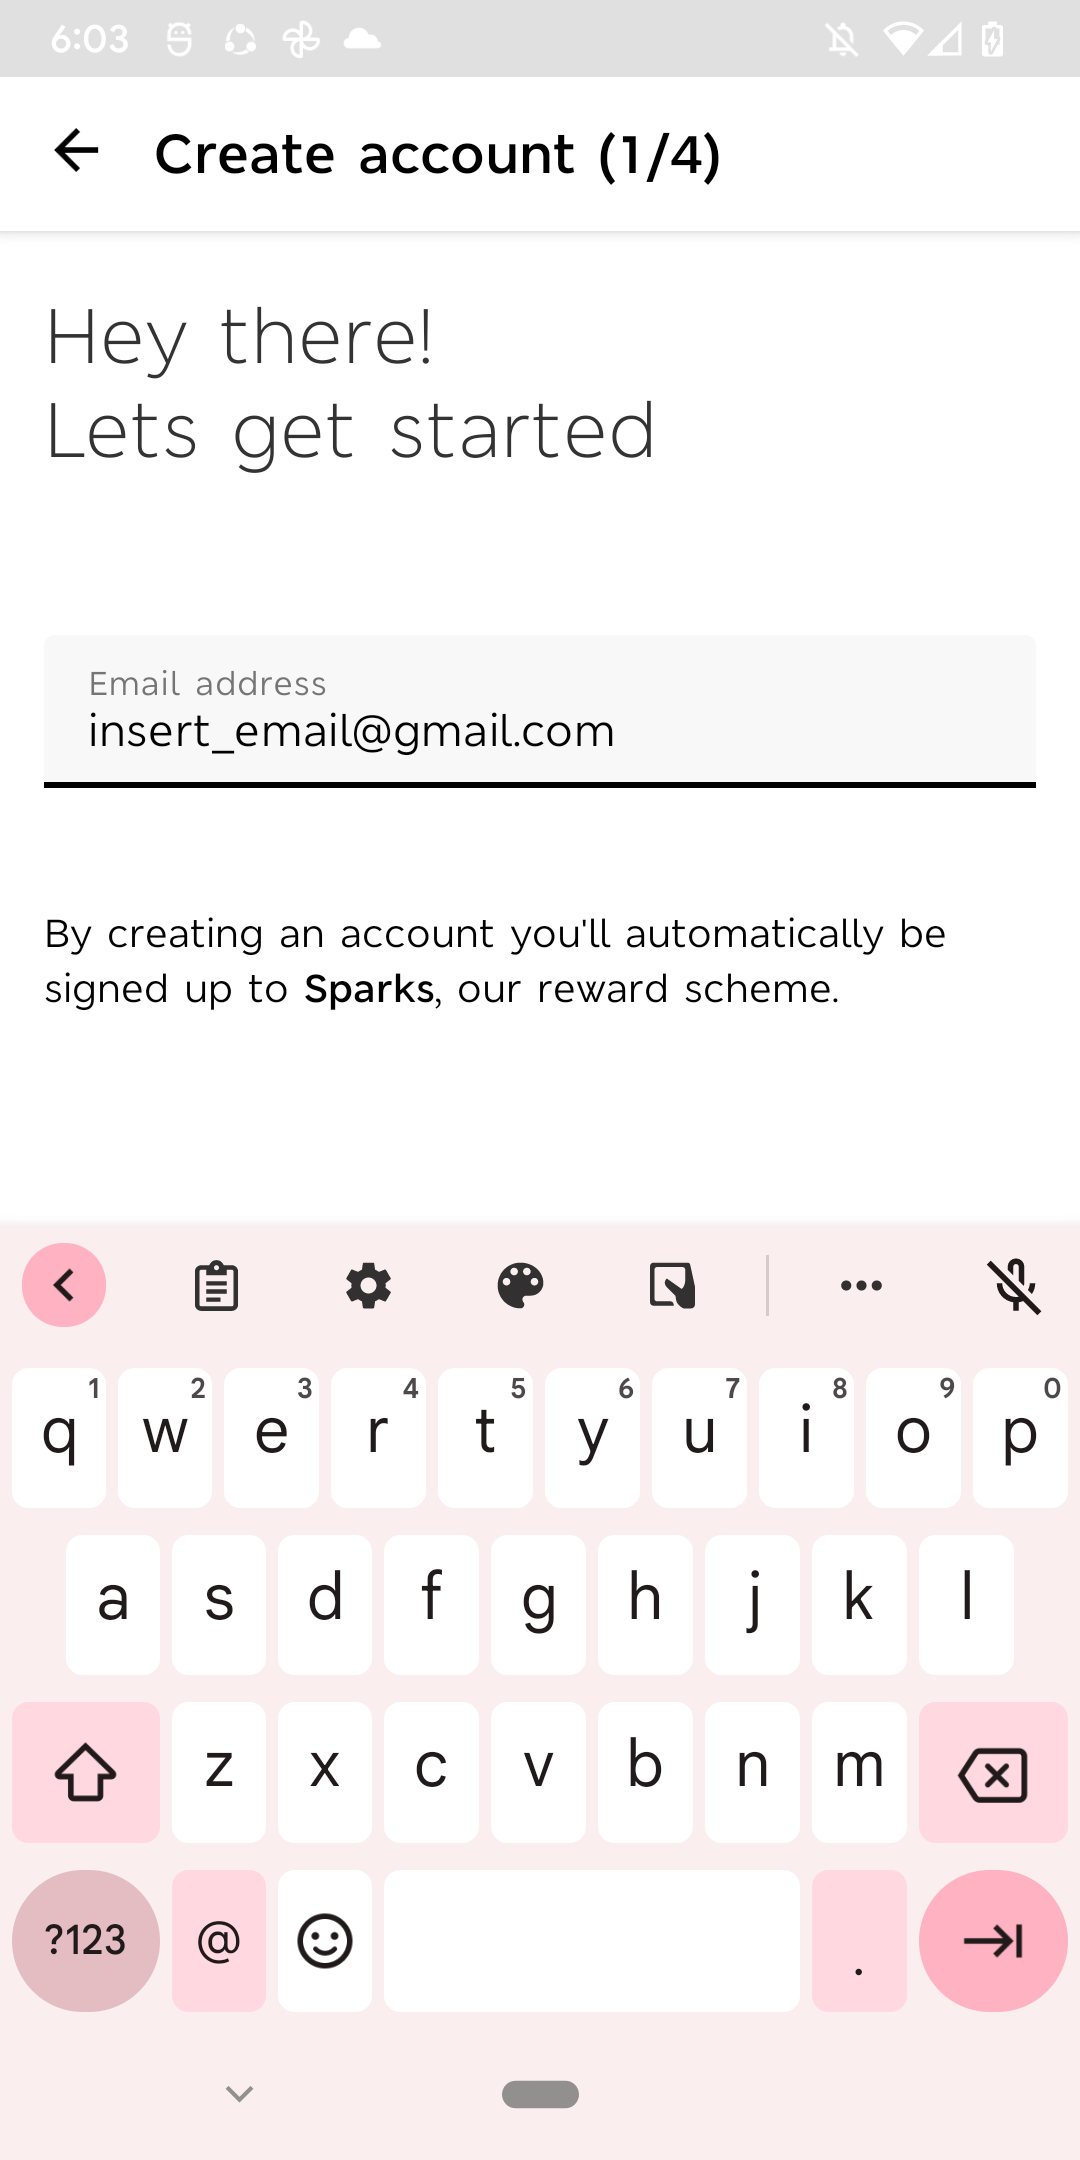 6:03
Create account (1/4)
Hey there!
Lets get started
Email address
insert_email@gmail.com
By creating an account you'll automatically be
signed up to Sparks, our reward scheme.
1 2 3 4 5 6 7 8 9 0
q w e r t y u i o p
a s d f g h j k l
z x c v b n m
?123 @ .